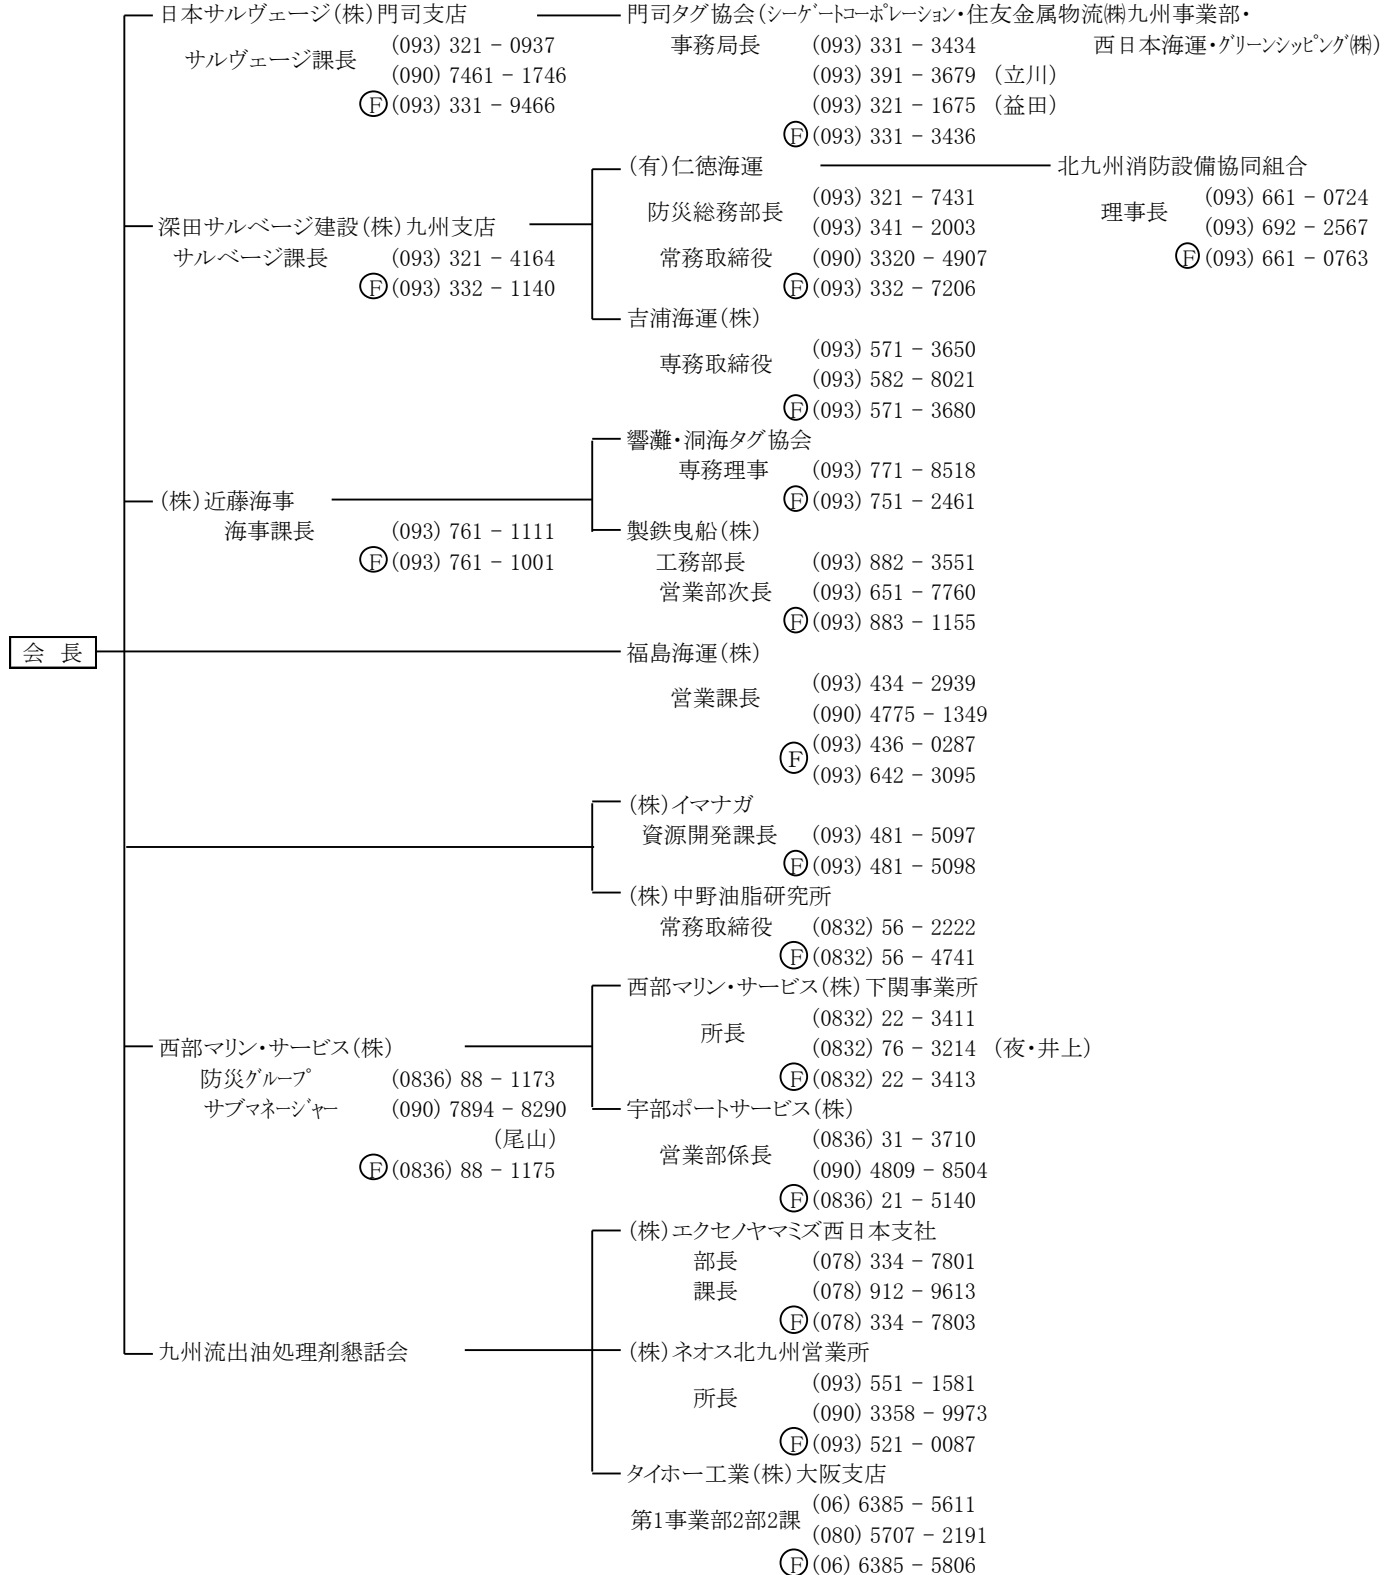 日本サルヴェージ(株)門司支店
サルヴェージ課長
(093) 321 - 0937
(090) 7461 - 1746
Ⓕ(093) 331 - 9466
門司タグ協会(シーゲートコーポレーション・住友金属物流㈱九州事業部・
西日本海運・グリーンシッピング㈱)
事務局長
(093) 331 - 3434
(093) 391 - 3679 (立川)
(093) 321 - 1675 (益田)
Ⓕ(093) 331 - 3436
深田サルベージ建設(株)九州支店
サルベージ課長 (093) 321 - 4164
Ⓕ(093) 332 - 1140
(有)仁徳海運
防災総務部長
(093) 321 - 7431
(093) 341 - 2003
常務取締役 (090) 3320 - 4907
Ⓕ(093) 332 - 7206
北九州消防設備協同組合
理事長
(093) 661 - 0724
(093) 692 - 2567
Ⓕ(093) 661 - 0763
吉浦海運(株)
専務取締役
(093) 571 - 3650
(093) 582 - 8021
Ⓕ(093) 571 - 3680
(株)近藤海事
海事課長 (093) 761 - 1111
Ⓕ(093) 761 - 1001
響灘・洞海タグ協会
専務理事 (093) 771 - 8518
Ⓕ(093) 751 - 2461
製鉄曳船(株)
工務部長 (093) 882 - 3551
営業部次長 (093) 651 - 7760
Ⓕ(093) 883 - 1155
会 長
福島海運(株)
営業課長
(093) 434 - 2939
(090) 4775 - 1349
Ⓕ
(093) 436 - 0287
(093) 642 - 3095
(株)イマナガ
資源開発課長 (093) 481 - 5097
Ⓕ(093) 481 - 5098
(株)中野油脂研究所
常務取締役 (0832) 56 - 2222
Ⓕ(0832) 56 - 4741
西部マリン・サービス(株)
防災グループ (0836) 88 - 1173
サブマネージャー (090) 7894 - 8290
(尾山)
Ⓕ(0836) 88 - 1175
西部マリン・サービス(株)下関事業所
所長
(0832) 22 - 3411
(0832) 76 - 3214 (夜・井上)
Ⓕ(0832) 22 - 3413
宇部ポートサービス(株)
営業部係長
(0836) 31 - 3710
(090) 4809 - 8504
Ⓕ(0836) 21 - 5140
九州流出油処理剤懇話会
(株)エクセノヤマミズ西日本支社
部長 (078) 334 - 7801
課長 (078) 912 - 9613
Ⓕ(078) 334 - 7803
(株)ネオス北九州営業所
所長
(093) 551 - 1581
(090) 3358 - 9973
Ⓕ(093) 521 - 0087
タイホー工業(株)大阪支店
第1事業部2部2課
(06) 6385 - 5611
(080) 5707 - 2191
Ⓕ(06) 6385 - 5806